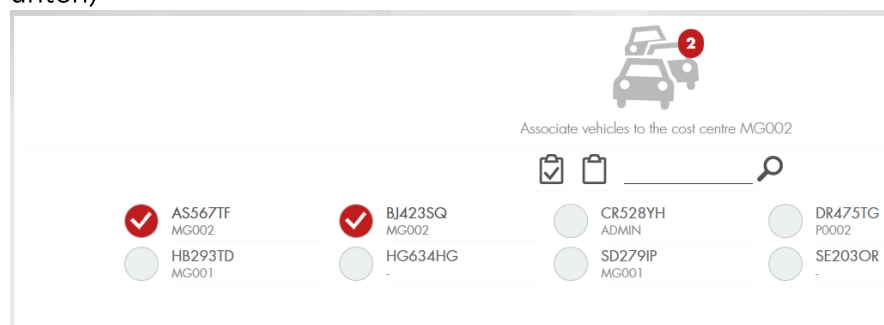 unten)
2
Associate vehicles to the cost centre MG002
AS567TF BJ423SQ CR528YH DR475TG
MG002 MG002 ADMIN P0002
HB293TD HG634HG SD279IP SE203OR
MG001 - MG001 -